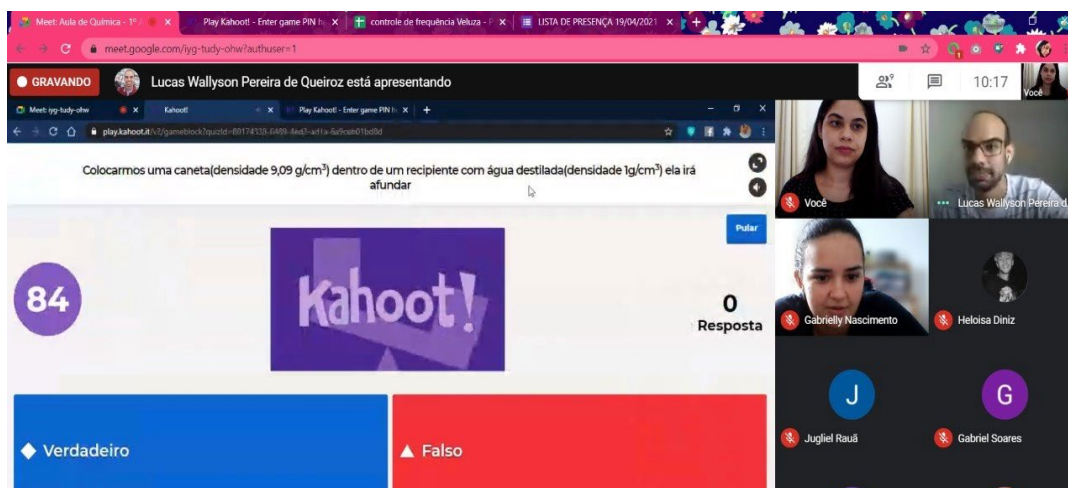 Meet: Aula de Química - 1º
Play Kahoot! - Enter game PIN
controle de frequência Veluza - F
LISTA DE PRESENÇA 19/04/2021
meet.google.com/iyg-tudy-ohw?authuser=1
GRAVANDO
Lucas Wallyson Pereira de Queiroz está apresentando
9
10:17
Você
Meet: iyg-tudy-ohw
Kahoot!
Play Kahoot! - Enter game PIN
Colocarmos uma caneta(densidade 9,09 g/cm³) dentro de um recipiente com água destilada(densidade 1g/cm³) ela irá
afundar
Pular
84
Kahoot!
0
Resposta
Verdadeiro
Falso
Você
Lucas Wallyson Pereira d
Gabrielly Nascimento
Heloisa Diniz
J
G
Jugliel Rauã
Gabriel Soares